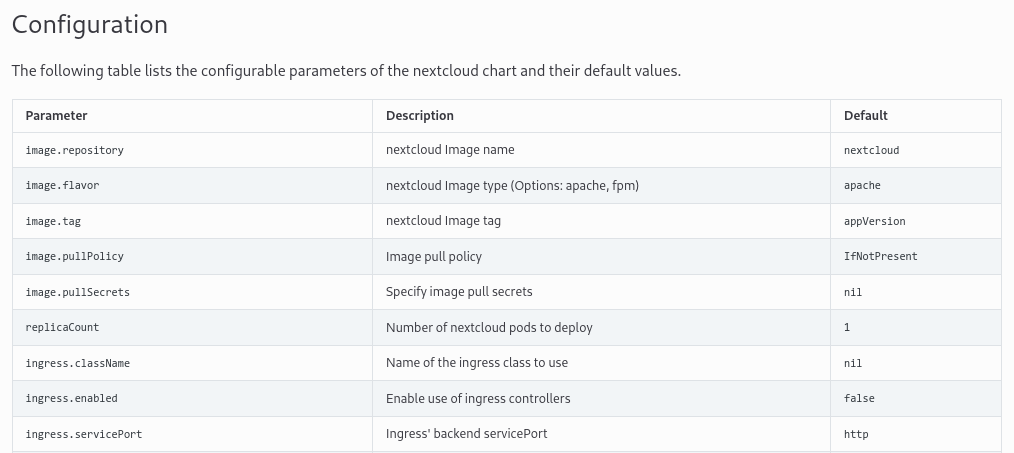 Configuration
The following table lists the configurable parameters of the nextcloud chart and their default values.
Parameter Description Default
image.repository nextcloud Image name nextcloud
image.flavor nextcloud Image type (Options: apache, fpm) apache
image.tag nextcloud Image tag appVersion
image.pullPolicy Image pull policy IfNotPresent
image.pullSecrets Specify image pull secrets nil
replicaCount Number of nextcloud pods to deploy 1
ingress.className Name of the ingress class to use nil
ingress.enabled Enable use of ingress controllers false
ingress.servicePort Ingress' backend servicePort http